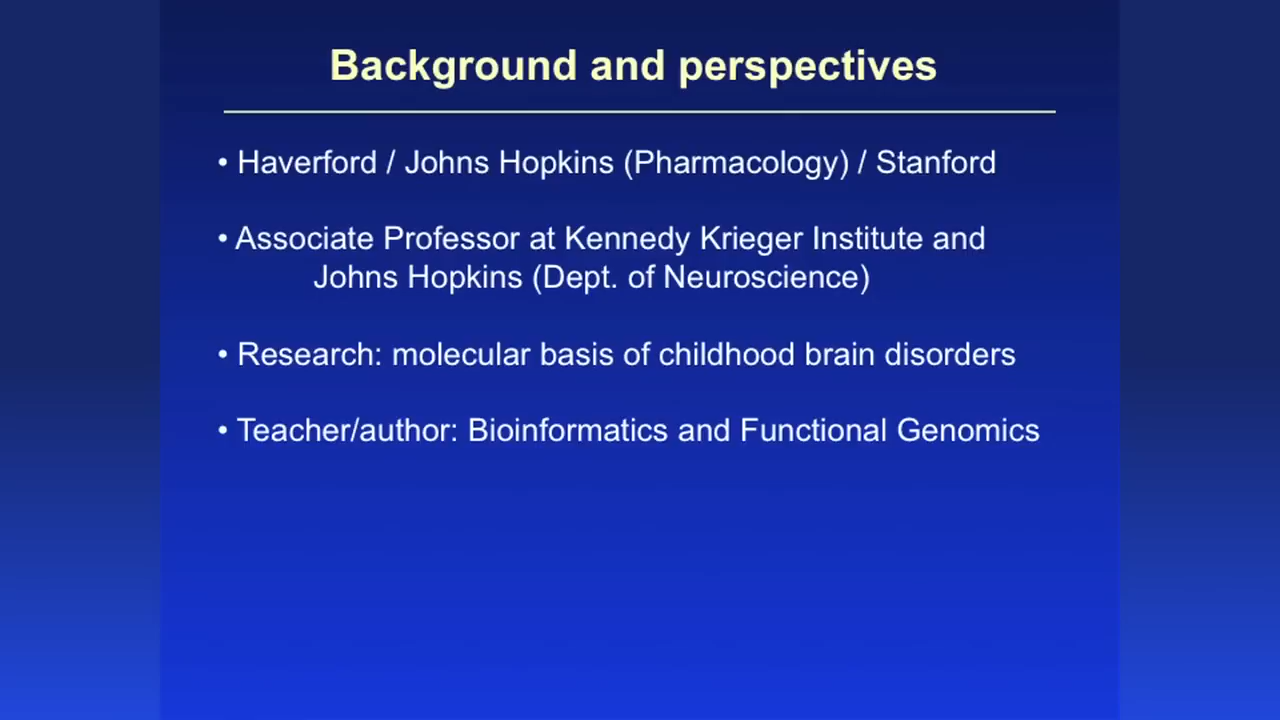 Background and perspectives
• Haverford / Johns Hopkins (Pharmacology) / Stanford
• Associate Professor at Kennedy Krieger Institute and
Johns Hopkins (Dept. of Neuroscience)
• Research: molecular basis of childhood brain disorders
• Teacher/author: Bioinformatics and Functional Genomics